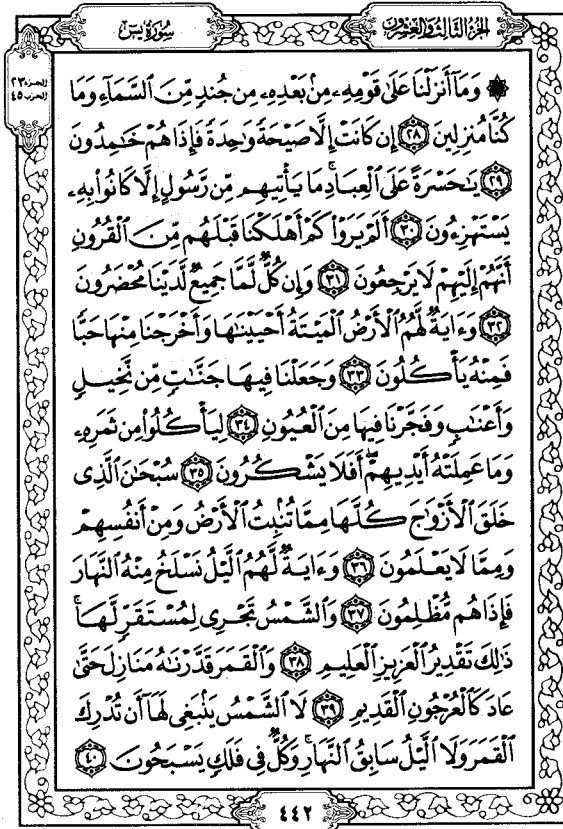 الجزء الثالث والعشرون
سورة يس
الجزء ٢٣
الحزب ٤٥
۞ وَمَآ أَنزَلْنَا عَلَىٰ قَوْمِهِۦ مِنۢ بَعْدِهِۦ مِن جُندٍ مِّنَ ٱلسَّمَآءِ وَمَا
كُنَّا مُنزِلِينَ ٢٨ إِن كَانَتْ إِلَّا صَيْحَةً وَٰحِدَةً فَإِذَا هُمْ خَٰمِدُونَ
٢٩ يَٰحَسْرَةً عَلَى ٱلْعِبَادِ ۚ مَا يَأْتِيهِم مِّن رَّسُولٍ إِلَّا كَانُوا۟ بِهِۦ
يَسْتَهْزِءُونَ ٣٠ أَلَمْ يَرَوْا۟ كَمْ أَهْلَكْنَا قَبْلَهُم مِّنَ ٱلْقُرُونِ
أَنَّهُمْ إِلَيْهِمْ لَا يَرْجِعُونَ ٣١ وَإِن كُلٌّ لَّمَّا جَمِيعٌ لَّدَيْنَا مُحْضَرُونَ
٣٢ وَءَايَةٌ لَّهُمُ ٱلْأَرْضُ ٱلْمَيْتَةُ أَحْيَيْنَٰهَا وَأَخْرَجْنَا مِنْهَا حَبًّا
فَمِنْهُ يَأْكُلُونَ ٣٣ وَجَعَلْنَا فِيهَا جَنَّٰتٍ مِّن نَّخِيلٍ
وَأَعْنَٰبٍ وَفَجَّرْنَا فِيهَا مِنَ ٱلْعُيُونِ ٣٤ لِيَأْكُلُوا۟ مِن ثَمَرِهِۦ
وَمَا عَمِلَتْهُ أَيْدِيهِمْ ۖ أَفَلَا يَشْكُرُونَ ٣٥ سُبْحَٰنَ ٱلَّذِى
خَلَقَ ٱلْأَزْوَٰجَ كُلَّهَا مِمَّا تُنۢبِتُ ٱلْأَرْضُ وَمِنْ أَنفُسِهِمْ
وَمِمَّا لَا يَعْلَمُونَ ٣٦ وَءَايَةٌ لَّهُمُ ٱلَّيْلُ نَسْلَخُ مِنْهُ ٱلنَّهَارَ
فَإِذَا هُم مُّظْلِمُونَ ٣٧ وَٱلشَّمْسُ تَجْرِى لِمُسْتَقَرٍّ لَّهَا ۚ
ذَٰلِكَ تَقْدِيرُ ٱلْعَزِيزِ ٱلْعَلِيمِ ٣٨ وَٱلْقَمَرَ قَدَّرْنَٰهُ مَنَازِلَ حَتَّىٰ
عَادَ كَٱلْعُرْجُونِ ٱلْقَدِيمِ ٣٩ لَا ٱلشَّمْسُ يَنۢبَغِى لَهَآ أَن تُدْرِكَ
ٱلْقَمَرَ وَلَا ٱلَّيْلُ سَابِقُ ٱلنَّهَارِ ۚ وَكُلٌّ فِى فَلَكٍ يَسْبَحُونَ ٤٠
٤٤٢